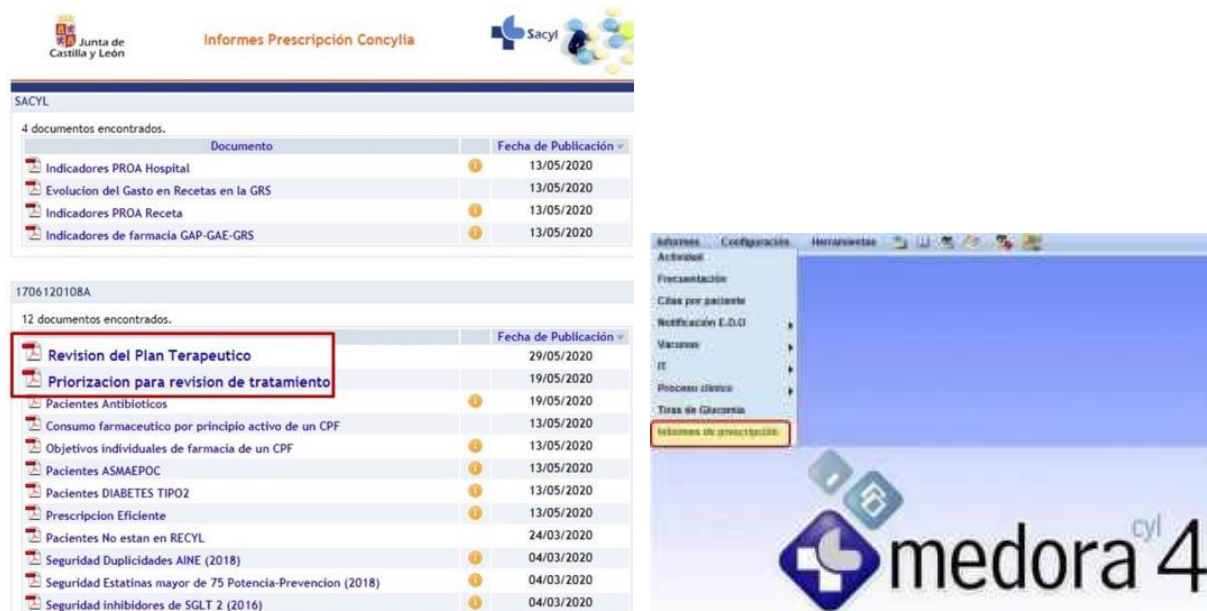 Junta de
Castilla y León
Informes Prescripción Concylia
Sacyl
SACYL
4 documentos encontrados.
Documento Fecha de Publicación
Indicadores PROA Hospital 13/05/2020
Evolucion del Gasto en Recetas en la GRS 13/05/2020
Indicadores PROA Receta 13/05/2020
Indicadores de farmacia GAP-GAE-GRS 13/05/2020
1706120108A
12 documentos encontrados.
Fecha de Publicación
Revision del Plan Terapeutico 29/05/2020
Priorizacion para revision de tratamiento 19/05/2020
Pacientes Antibioticos 19/05/2020
Consumo farmaceutico por principio activo de un CPF 13/05/2020
Objetivos individuales de farmacia de un CPF 13/05/2020
Pacientes ASMAEPOC 13/05/2020
Pacientes DIABETES TIPO2 13/05/2020
Prescripcion Eficiente 13/05/2020
Pacientes No estan en RECYL 24/03/2020
Seguridad Duplicidades AINE (2018) 04/03/2020
Seguridad Estatinas mayor de 75 Potencia-Prevencion (2018) 04/03/2020
Seguridad inhibidores de SGLT 2 (2016) 04/03/2020
Informes Configuración Herramientas
Actividad
Frecuentación
Citas por paciente
Notificación E.D.O
Vacunas
IT
Proceso clínico
Tiras de Glucemia
Informes de prescripción
medora cyl 4